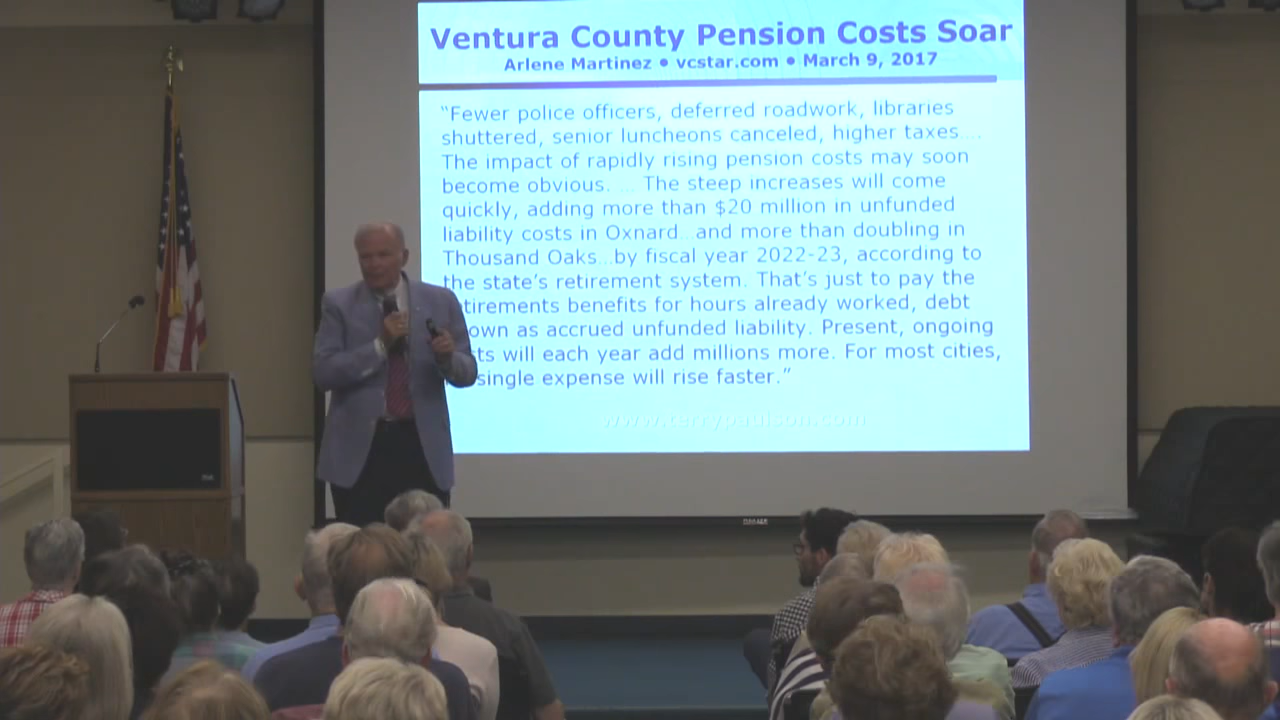 Ventura County Pension Costs Soar
Arlene Martinez • vcstar.com • March 9, 2017
“Fewer police officers, deferred roadwork, libraries
shuttered, senior luncheons canceled, higher taxes....
The impact of rapidly rising pension costs may soon
become obvious. ... The steep increases will come
quickly, adding more than $20 million in unfunded
liability costs in Oxnard...and more than doubling in
Thousand Oaks...by fiscal year 2022-23, according to
the state’s retirement system. That’s just to pay the
etirements benefits for hours already worked, debt
own as accrued unfunded liability. Present, ongoing
ts will each year add millions more. For most cities,
single expense will rise faster.”
www.terrypaulson.com